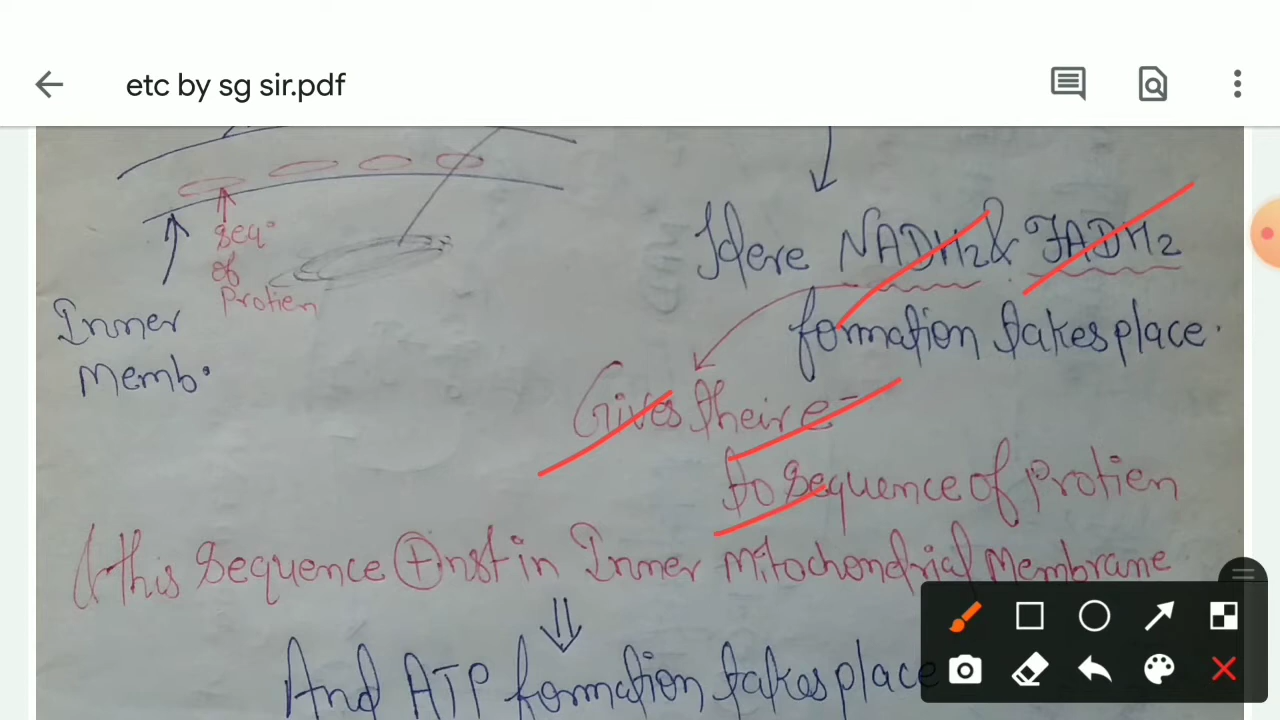 etc by sg sir.pdf
Seq.
of
Protien
Inner
Memb.
Here NADH2 & FADH2
formation takes place.
Gives their e-
to sequence of protien
(this sequence ⊕nst in Inner Mitochondrial Membrane
⇓
And ATP formation takes place